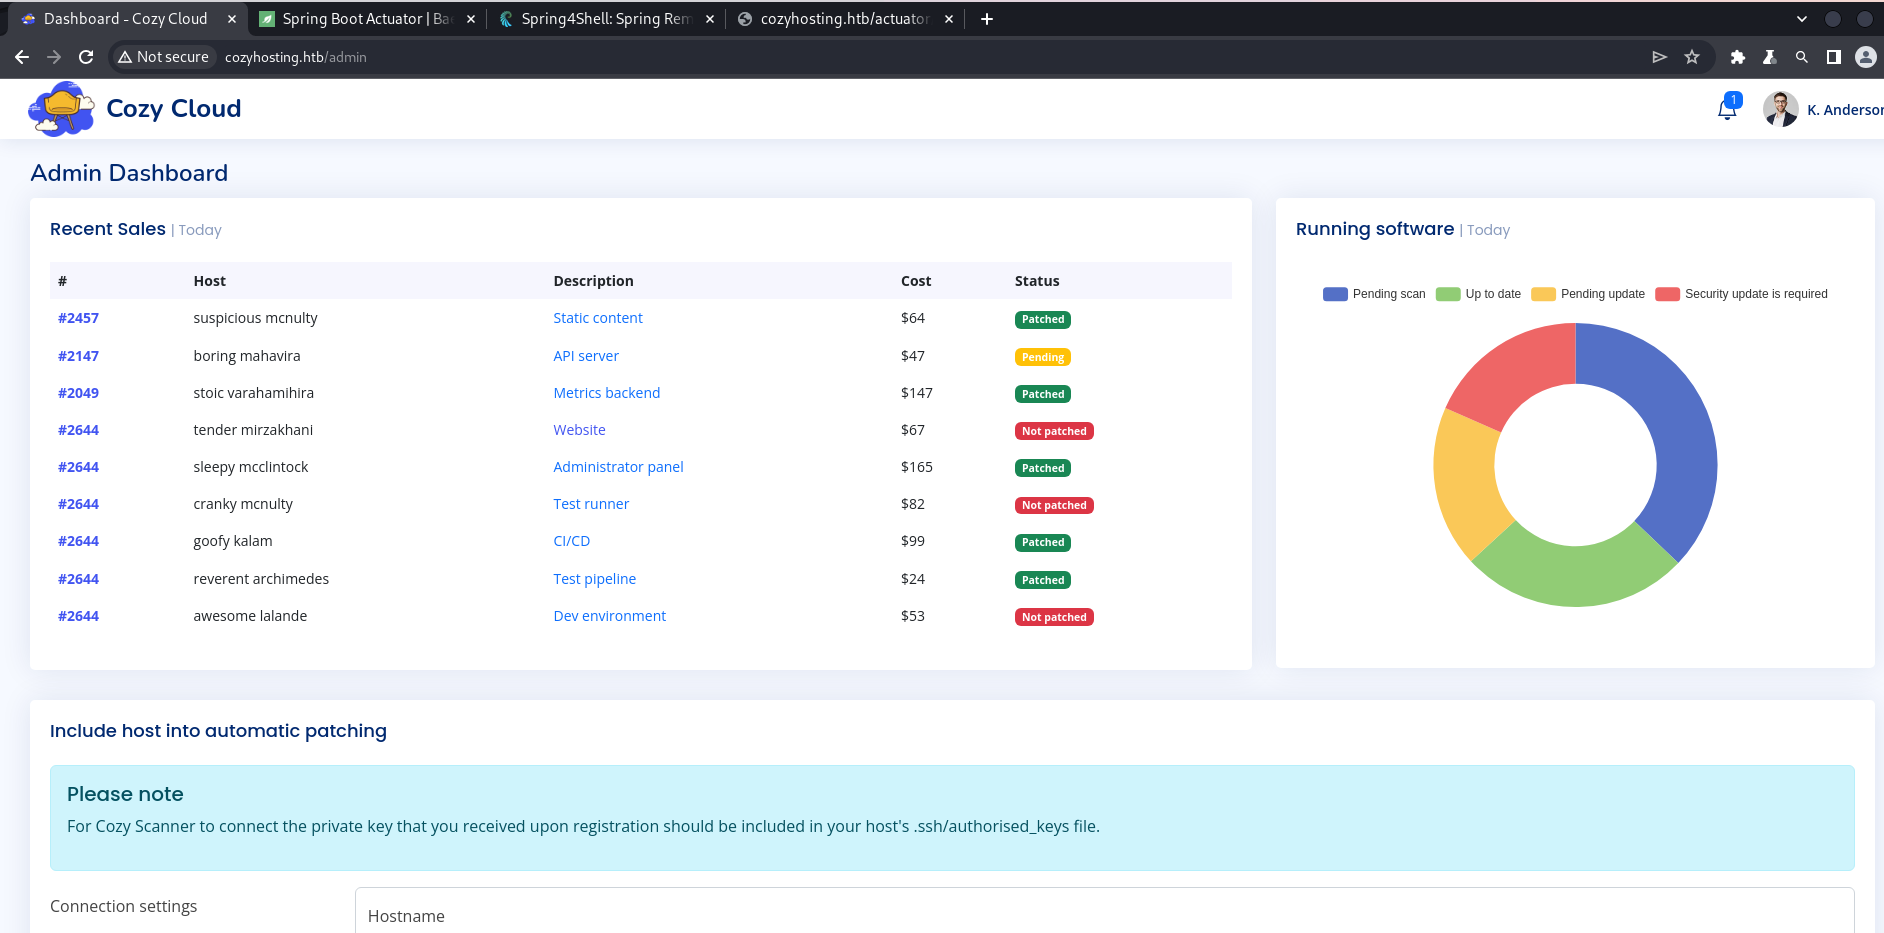 Dashboard - Cozy Cloud
Spring Boot Actuator | Bae
Spring4Shell: Spring Rem
cozyhosting.htb/actuator
Not secure
cozyhosting.htb/admin
Cozy Cloud
1
K. Anderson
Admin Dashboard
Recent Sales | Today
# Host Description Cost Status
#2457 suspicious mcnulty Static content $64 Patched
#2147 boring mahavira API server $47 Pending
#2049 stoic varahamihira Metrics backend $147 Patched
#2644 tender mirzakhani Website $67 Not patched
#2644 sleepy mcclintock Administrator panel $165 Patched
#2644 cranky mcnulty Test runner $82 Not patched
#2644 goofy kalam CI/CD $99 Patched
#2644 reverent archimedes Test pipeline $24 Patched
#2644 awesome lalande Dev environment $53 Not patched
Running software | Today
Pending scan Up to date Pending update Security update is required
Include host into automatic patching
Please note
For Cozy Scanner to connect the private key that you received upon registration should be included in your host's .ssh/authorised_keys file.
Connection settings
Hostname